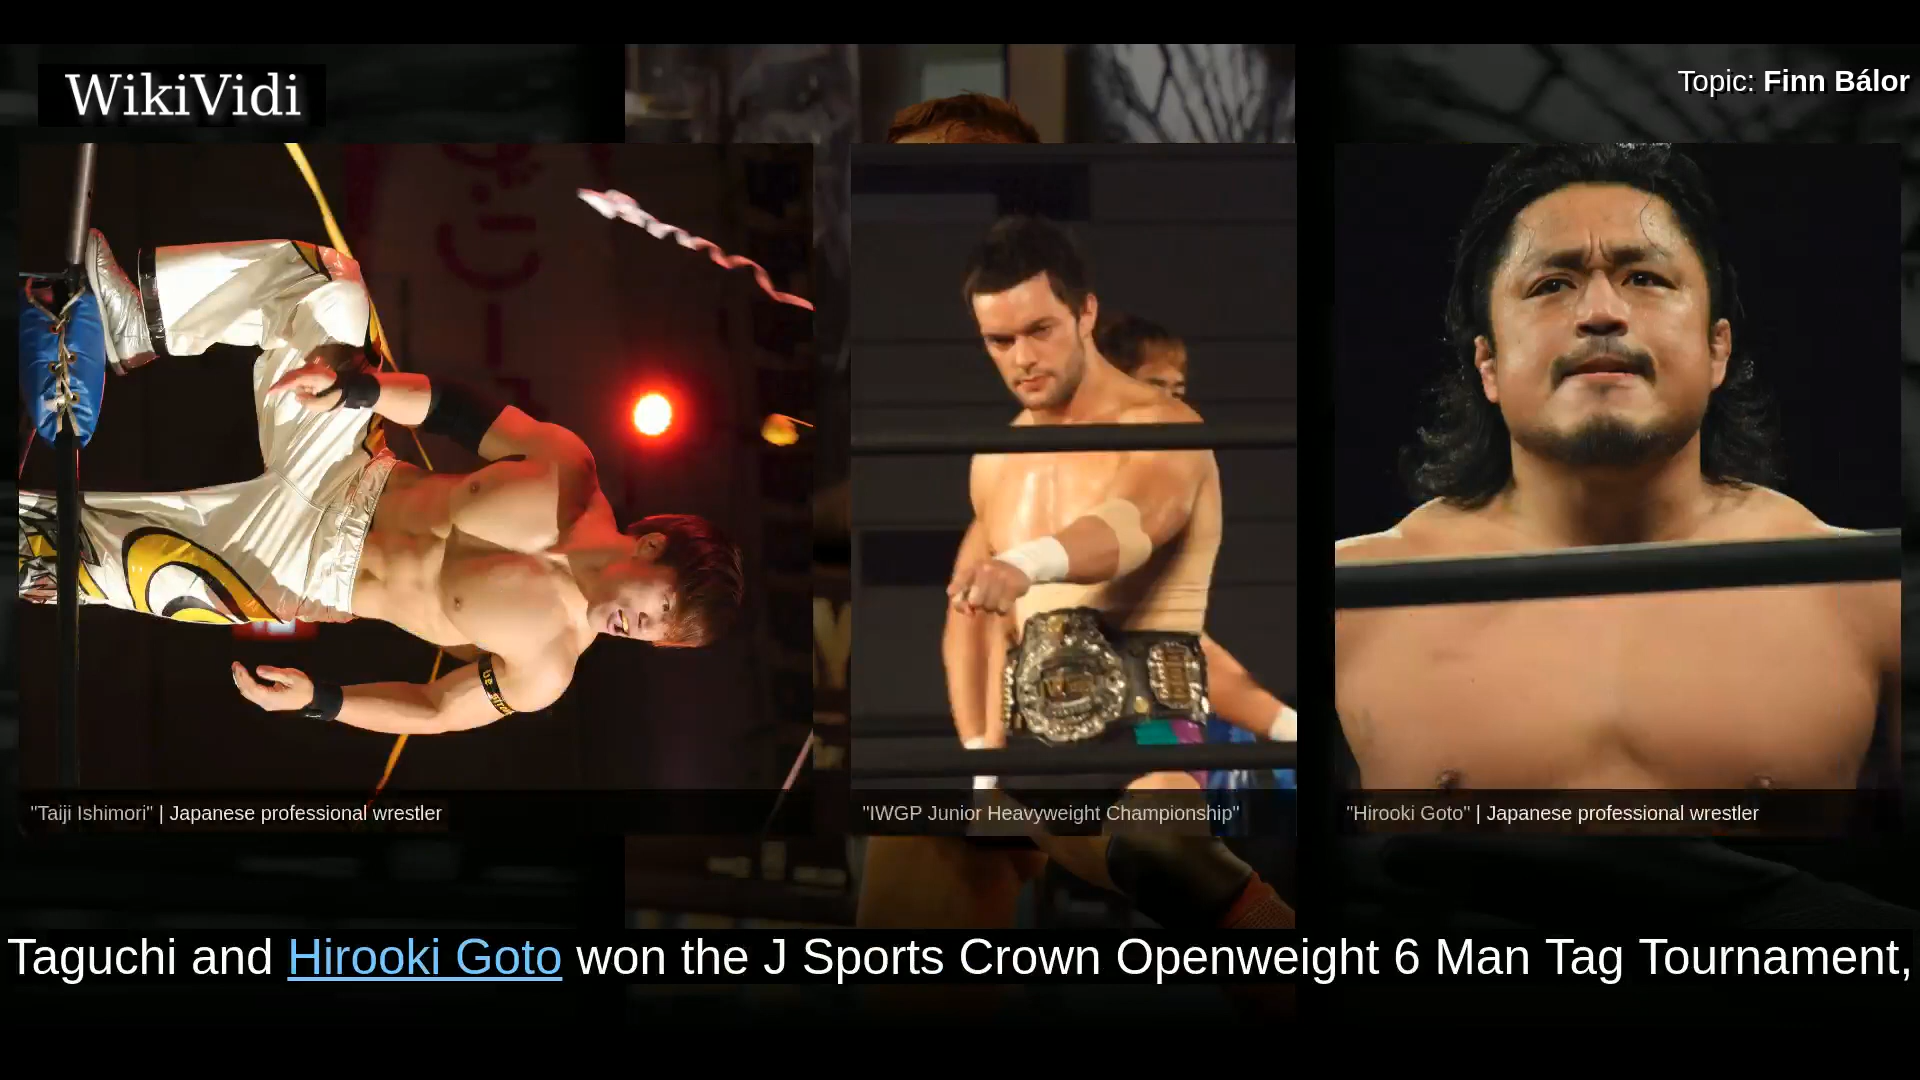 WikiVidi
Topic: Finn Bálor
"Taiji Ishimori" | Japanese professional wrestler
"IWGP Junior Heavyweight Championship"
"Hirooki Goto" | Japanese professional wrestler
Taguchi and Hirooki Goto won the J Sports Crown Openweight 6 Man Tag Tournament,